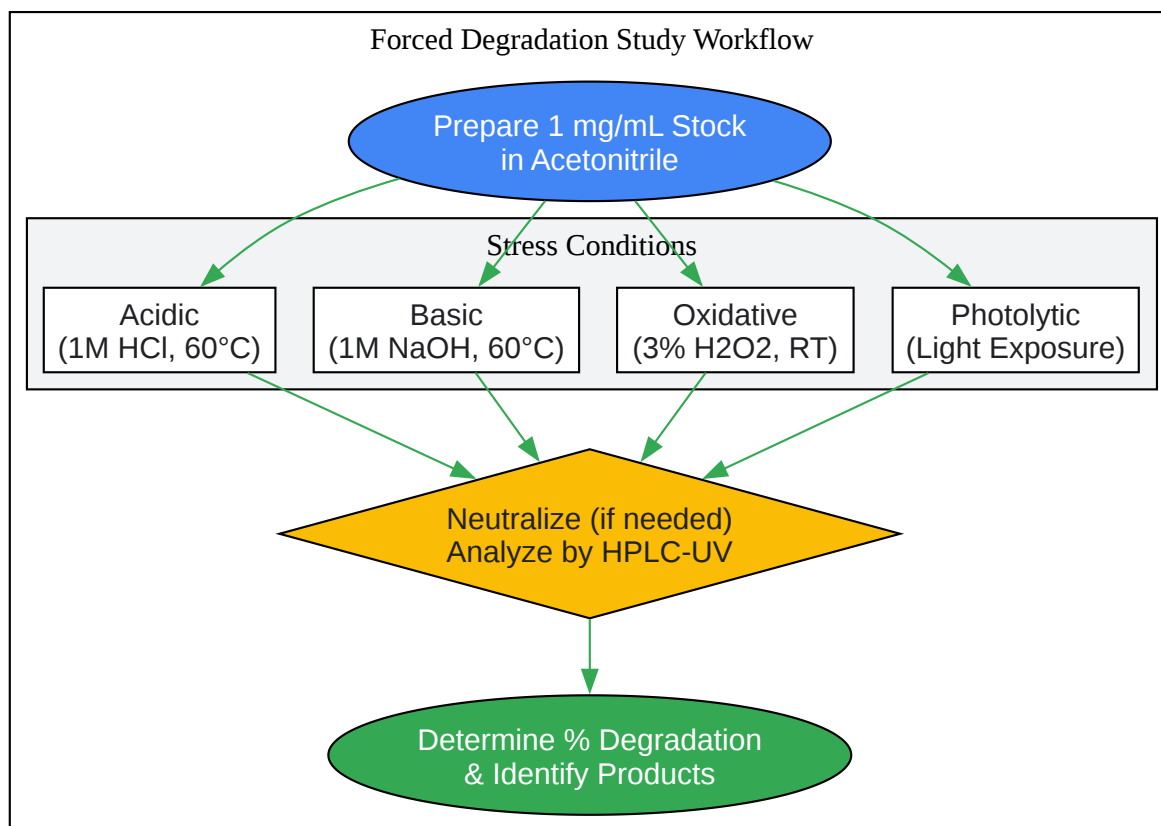 Forced Degradation Study Workflow
Prepare 1 mg/mL Stock
in Acetonitrile
Stress Conditions
Acidic
(1M HCl, 60°C)
Basic
(1M NaOH, 60°C)
Oxidative
(3% H2O2, RT)
Photolytic
(Light Exposure)
Neutralize (if needed)
Analyze by HPLC-UV
Determine % Degradation
& Identify Products